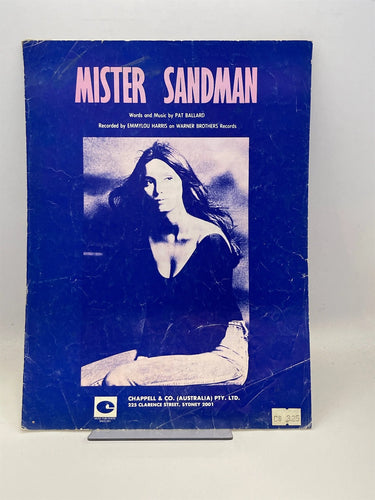 MISTER SANDMAN
Words and Music by PAT BALLARD
Recorded by EMMYLOU HARRIS on WARNER BROTHERS Records
CHAPPELL & CO. (AUSTRALIA) PTY. LTD.
225 CLARENCE STREET, SYDNEY 2001